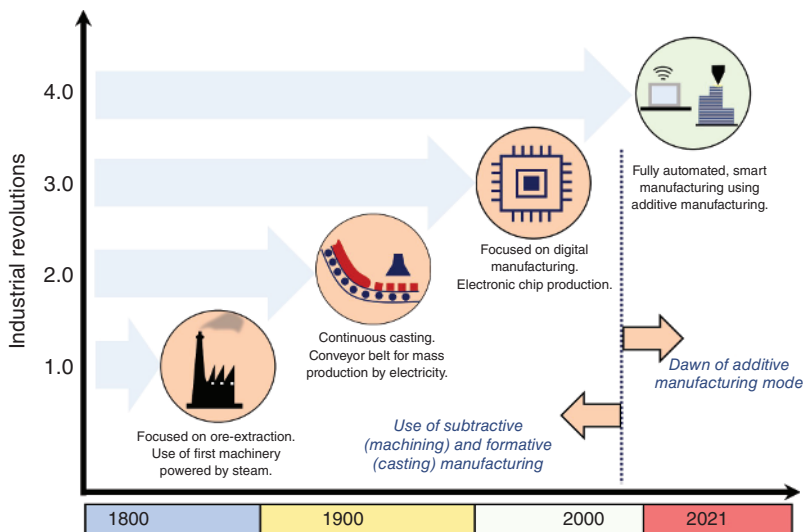 Industrial revolutions
4.0
3.0
2.0
1.0
Fully automated, smart
manufacturing using
additive manufacturing.
Focused on digital
manufacturing.
Electronic chip production.
Continuous casting.
Conveyor belt for mass
production by electricity.
Focused on ore-extraction.
Use of first machinery
powered by steam.
Dawn of additive
manufacturing mode
Use of subtractive
(machining) and formative
(casting) manufacturing
1800
1900
2000
2021